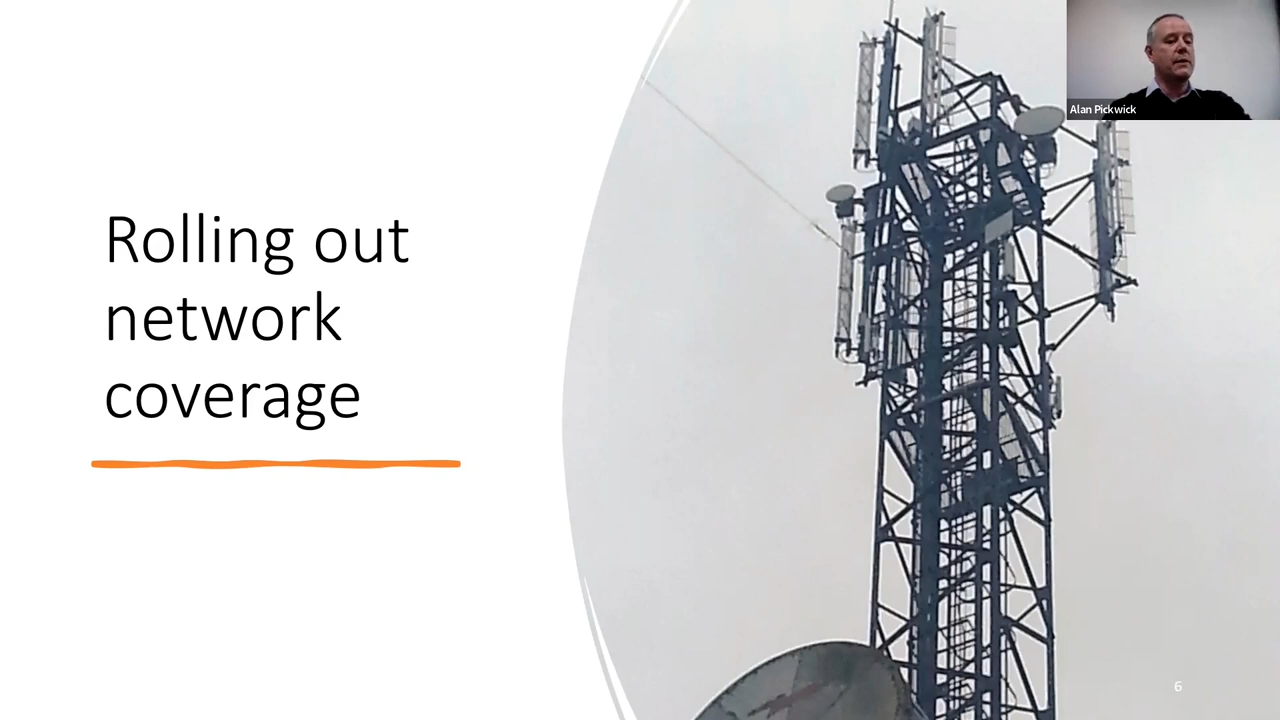 Rolling out
network
coverage
Alan Pickwick
6